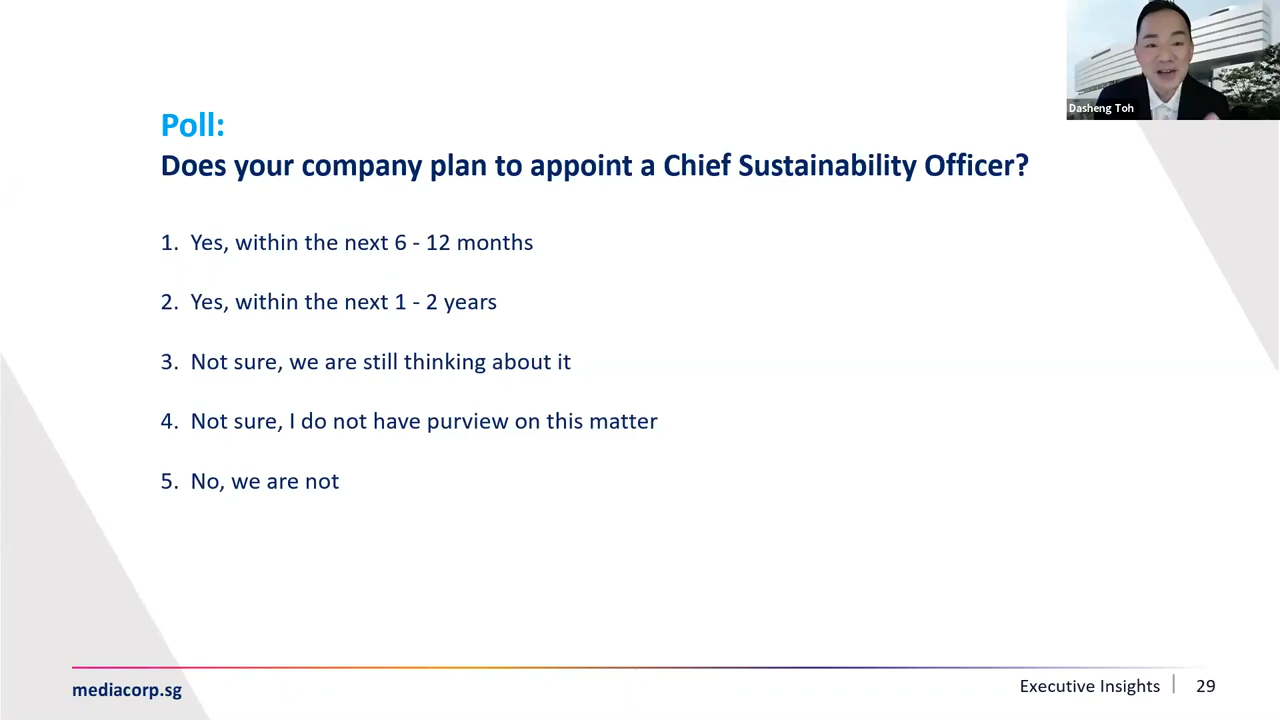 Dasheng Toh
Poll:
Does your company plan to appoint a Chief Sustainability Officer?
1. Yes, within the next 6 - 12 months
2. Yes, within the next 1 - 2 years
3. Not sure, we are still thinking about it
4. Not sure, I do not have purview on this matter
5. No, we are not
mediacorp.sg
Executive Insights | 29